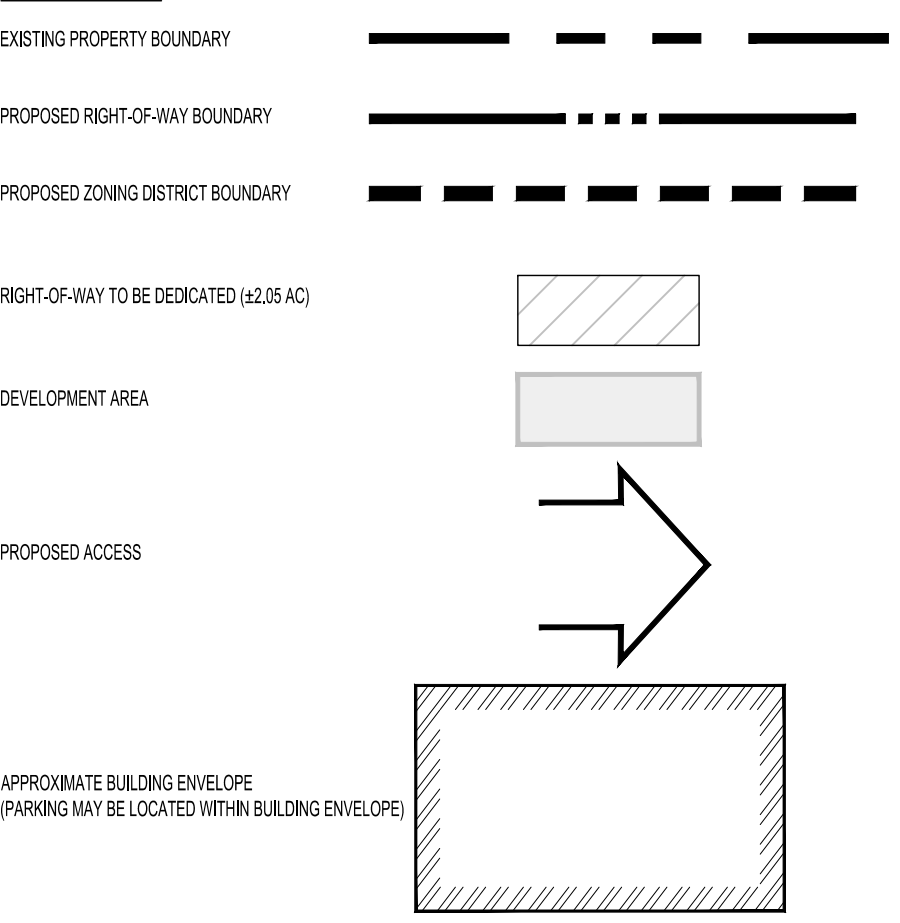 EXISTING PROPERTY BOUNDARY
PROPOSED RIGHT-OF-WAY BOUNDARY
PROPOSED ZONING DISTRICT BOUNDARY
RIGHT-OF-WAY TO BE DEDICATED (±2.05 AC)
DEVELOPMENT AREA
PROPOSED ACCESS
APPROXIMATE BUILDING ENVELOPE
(PARKING MAY BE LOCATED WITHIN BUILDING ENVELOPE)